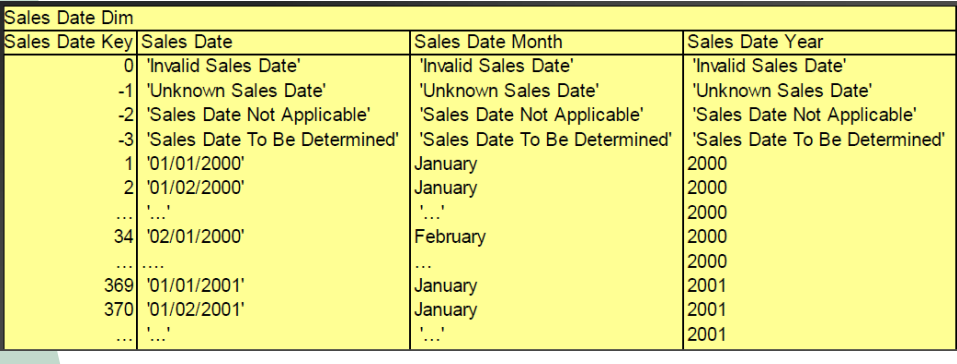 Sales Date Dim
Sales Date Key Sales Date Sales Date Month Sales Date Year
0 'Invalid Sales Date' 'Invalid Sales Date' 'Invalid Sales Date'
-1 'Unknown Sales Date' 'Unknown Sales Date' 'Unknown Sales Date'
-2 'Sales Date Not Applicable' 'Sales Date Not Applicable' 'Sales Date Not Applicable'
-3 'Sales Date To Be Determined' 'Sales Date To Be Determined' 'Sales Date To Be Determined'
1 '01/01/2000' January 2000
2 '01/02/2000' January 2000
... '...' '...' 2000
34 '02/01/2000' February 2000
... .... ... 2000
369 '01/01/2001' January 2001
370 '01/02/2001' January 2001
... '...' '...' 2001